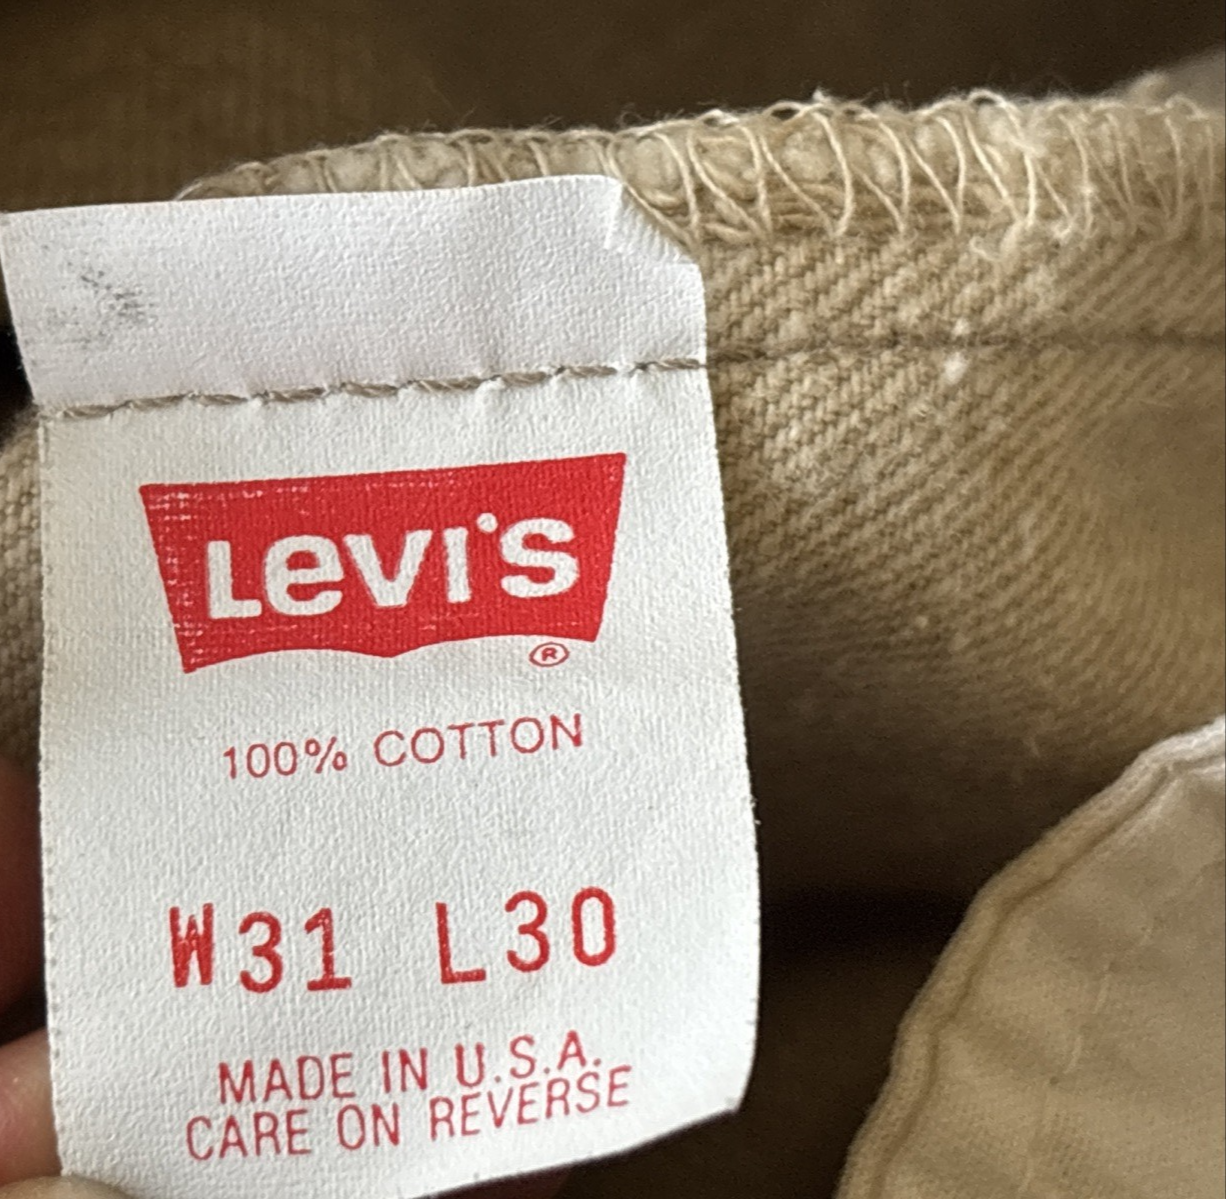 LeVI'S
®
100% COTTON
W31 L30
MADE IN U.S.A.
CARE ON REVERSE